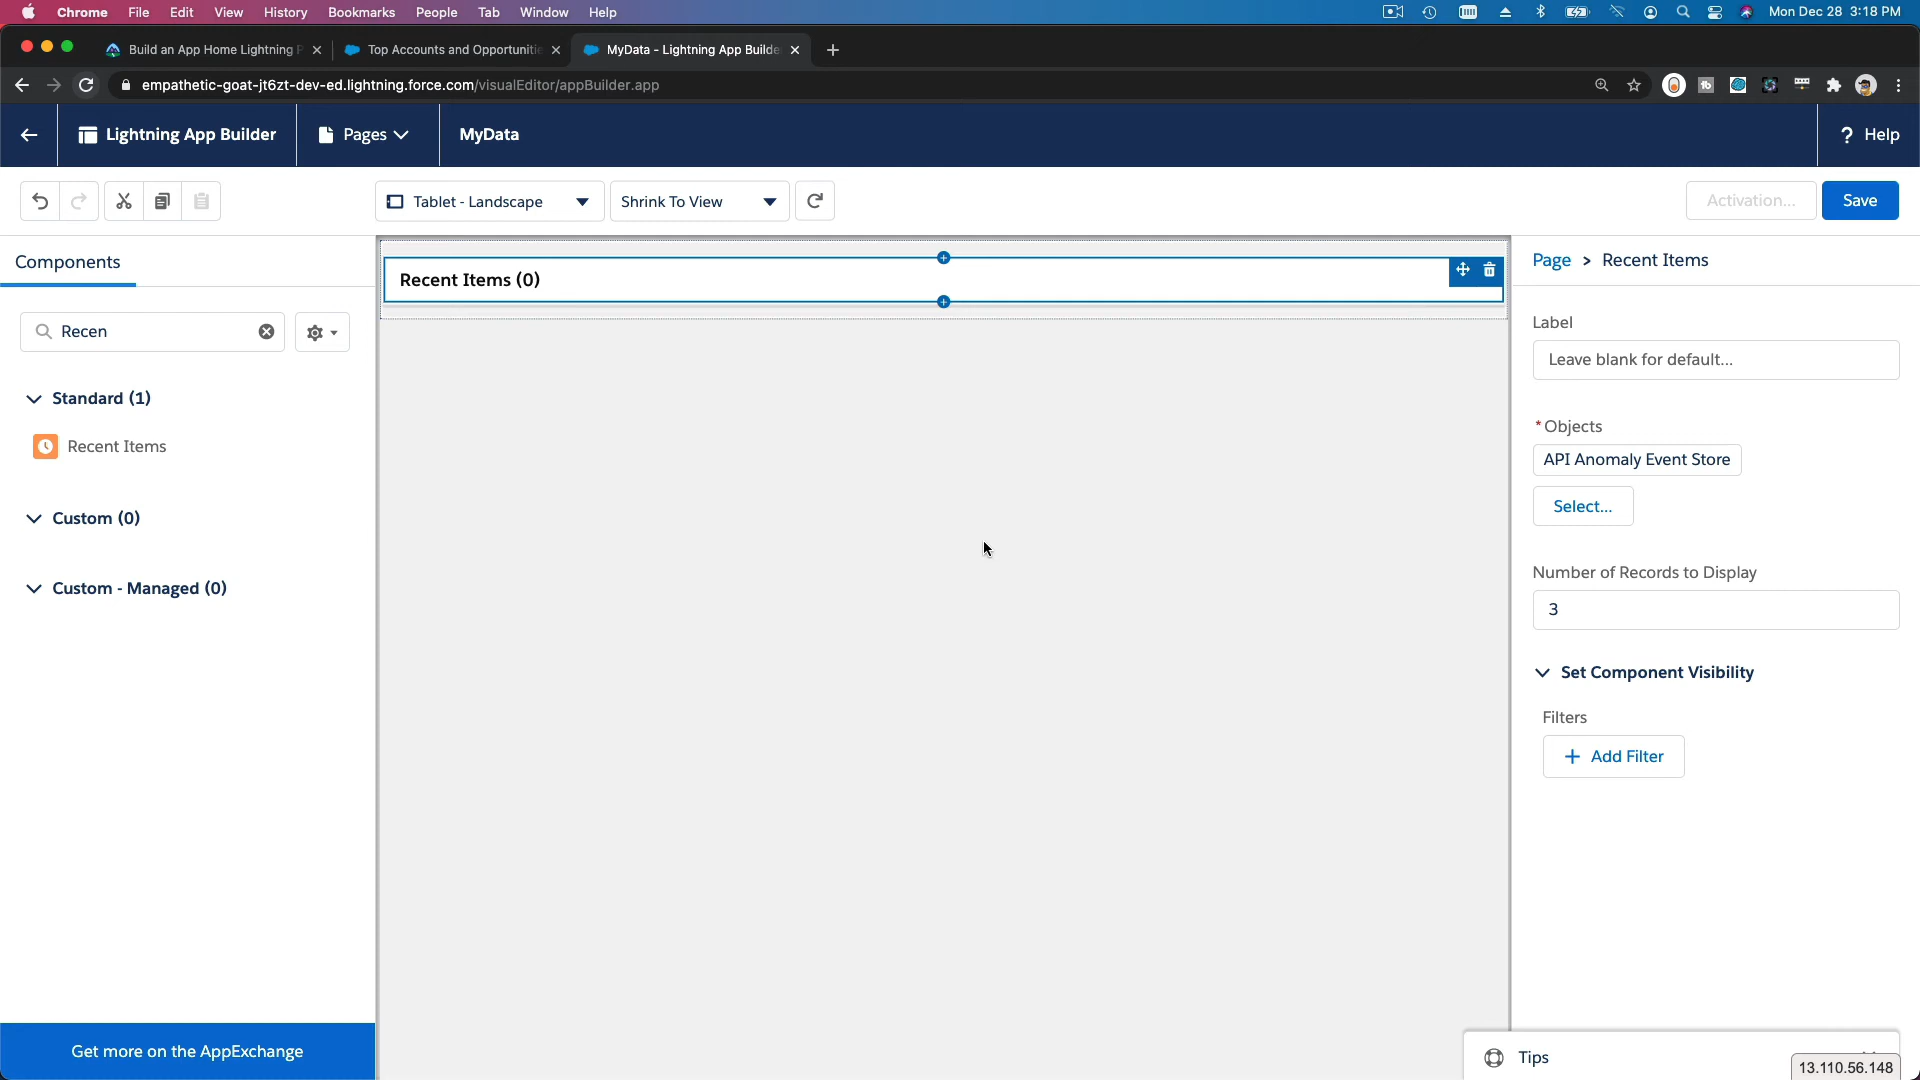 Chrome File Edit View History Bookmarks People Tab Window Help Mon Dec 28 3:18 PM
Build an App Home Lightning P Top Accounts and Opportunitie MyData - Lightning App Builde
empathetic-goat-jt6zt-dev-ed.lightning.force.com/visualEditor/appBuilder.app
Lightning App Builder Pages MyData ? Help
Tablet - Landscape Shrink To View Activation... Save
Components
Recent Items (0)
Page > Recent Items
Recen
Label
Leave blank for default...
Standard (1)
Recent Items
* Objects
API Anomaly Event Store
Select...
Custom (0)
Custom - Managed (0)
Number of Records to Display
3
Set Component Visibility
Filters
+ Add Filter
Get more on the AppExchange
Tips
13.110.56.148